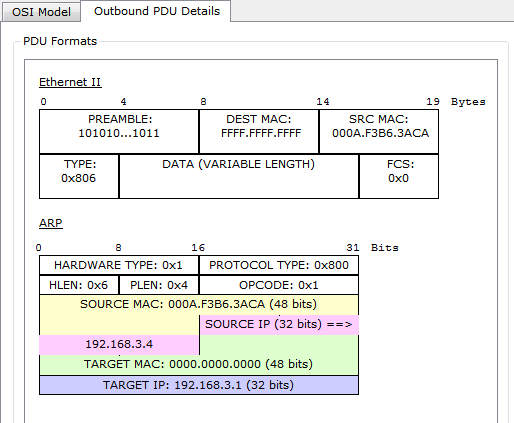 OSI Model Outbound PDU Details
PDU Formats
Ethernet II
0 4 8 14 19 Bytes
PREAMBLE: DEST MAC: SRC MAC:
101010...1011 FFFF.FFFF.FFFF 000A.F3B6.3ACA
TYPE: DATA (VARIABLE LENGTH) FCS:
0x806 0x0
ARP
0 8 16 31 Bits
HARDWARE TYPE: 0x1 PROTOCOL TYPE: 0x800
HLEN: 0x6 PLEN: 0x4 OPCODE: 0x1
SOURCE MAC: 000A.F3B6.3ACA (48 bits)
SOURCE IP (32 bits) ==>
192.168.3.4
TARGET MAC: 0000.0000.0000 (48 bits)
TARGET IP: 192.168.3.1 (32 bits)